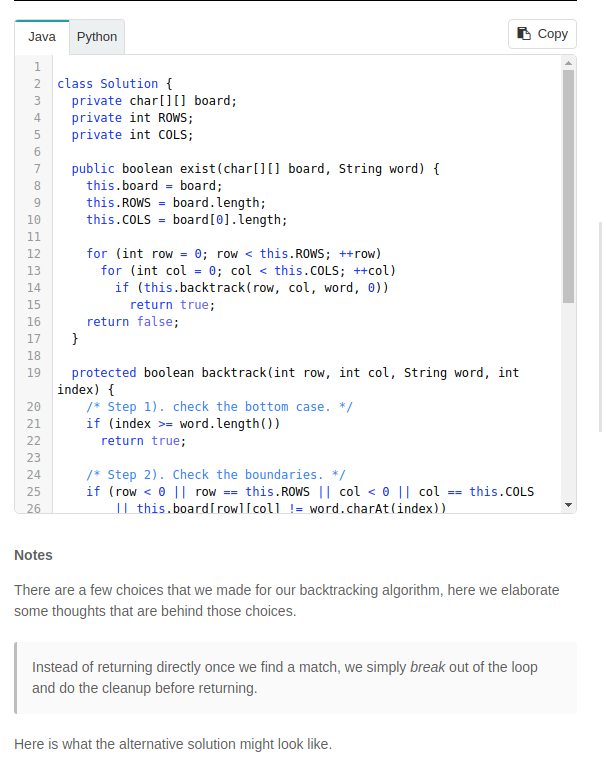 Java Python Copy
1
2 class Solution {
3 private char[][] board;
4 private int ROWS;
5 private int COLS;
6
7 public boolean exist(char[][] board, String word) {
8 this.board = board;
9 this.ROWS = board.length;
10 this.COLS = board[0].length;
11
12 for (int row = 0; row < this.ROWS; ++row)
13 for (int col = 0; col < this.COLS; ++col)
14 if (this.backtrack(row, col, word, 0))
15 return true;
16 return false;
17 }
18
19 protected boolean backtrack(int row, int col, String word, int
index) {
20 /* Step 1). check the bottom case. */
21 if (index >= word.length())
22 return true;
23
24 /* Step 2). Check the boundaries. */
25 if (row < 0 || row == this.ROWS || col < 0 || col == this.COLS
26 || this.board[row][col] != word.charAt(index))
Notes
There are a few choices that we made for our backtracking algorithm, here we elaborate
some thoughts that are behind those choices.
Instead of returning directly once we find a match, we simply break out of the loop
and do the cleanup before returning.
Here is what the alternative solution might look like.